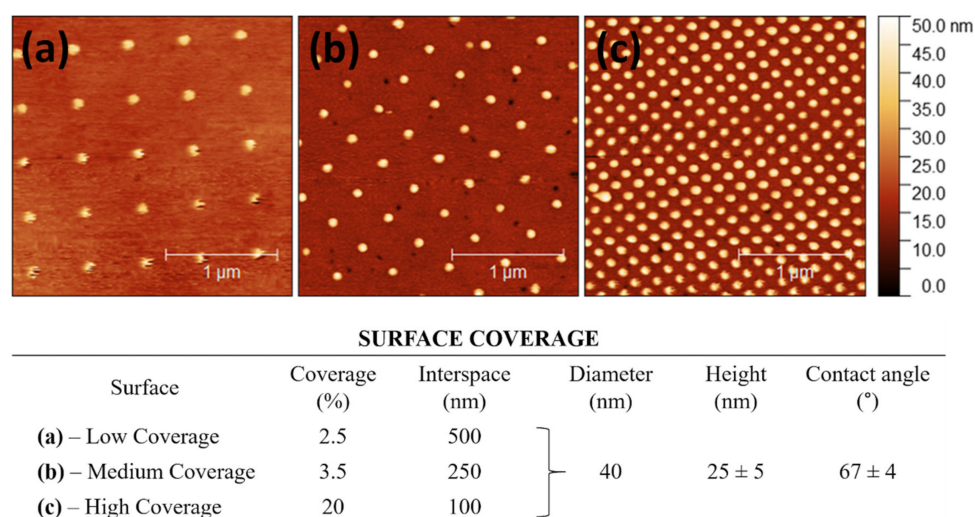 (a) (b) (c)
50.0 nm
45.0
40.0
35.0
30.0
25.0
20.0
15.0
10.0
5.0
0.0
1 µm 1 µm 1 µm
SURFACE COVERAGE
Surface Coverage (%) Interspace (nm) Diameter (nm) Height (nm) Contact angle (°)
(a) – Low Coverage 2.5 500
(b) – Medium Coverage 3.5 250 40 25 ± 5 67 ± 4
(c) – High Coverage 20 100